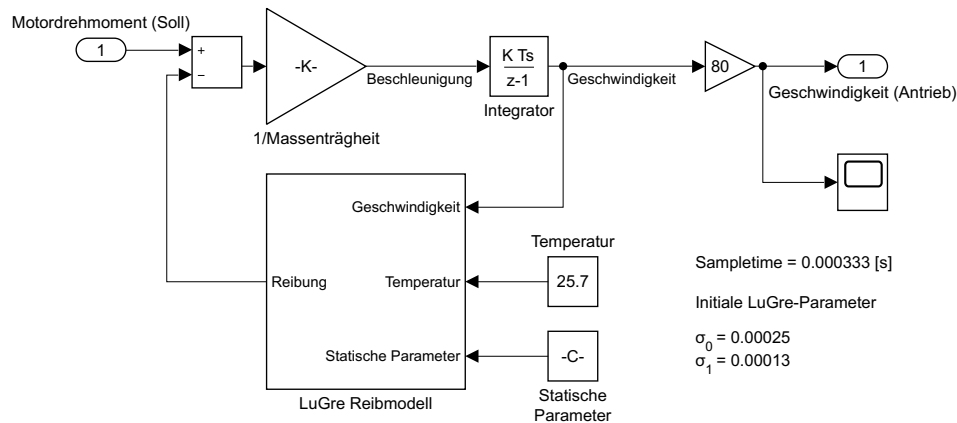 Motordrehmoment (Soll)
1
+
−
-K-
1/Massenträgheit
Beschleunigung
K Ts
z-1
Integrator
Geschwindigkeit
80
1
Geschwindigkeit (Antrieb)
Geschwindigkeit
Temperatur
Statische Parameter
Reibung
LuGre Reibmodell
Temperatur
25.7
-C-
Statische
Parameter
Sampletime = 0.000333 [s]
Initiale LuGre-Parameter
σ₀ = 0.00025
σ₁ = 0.00013